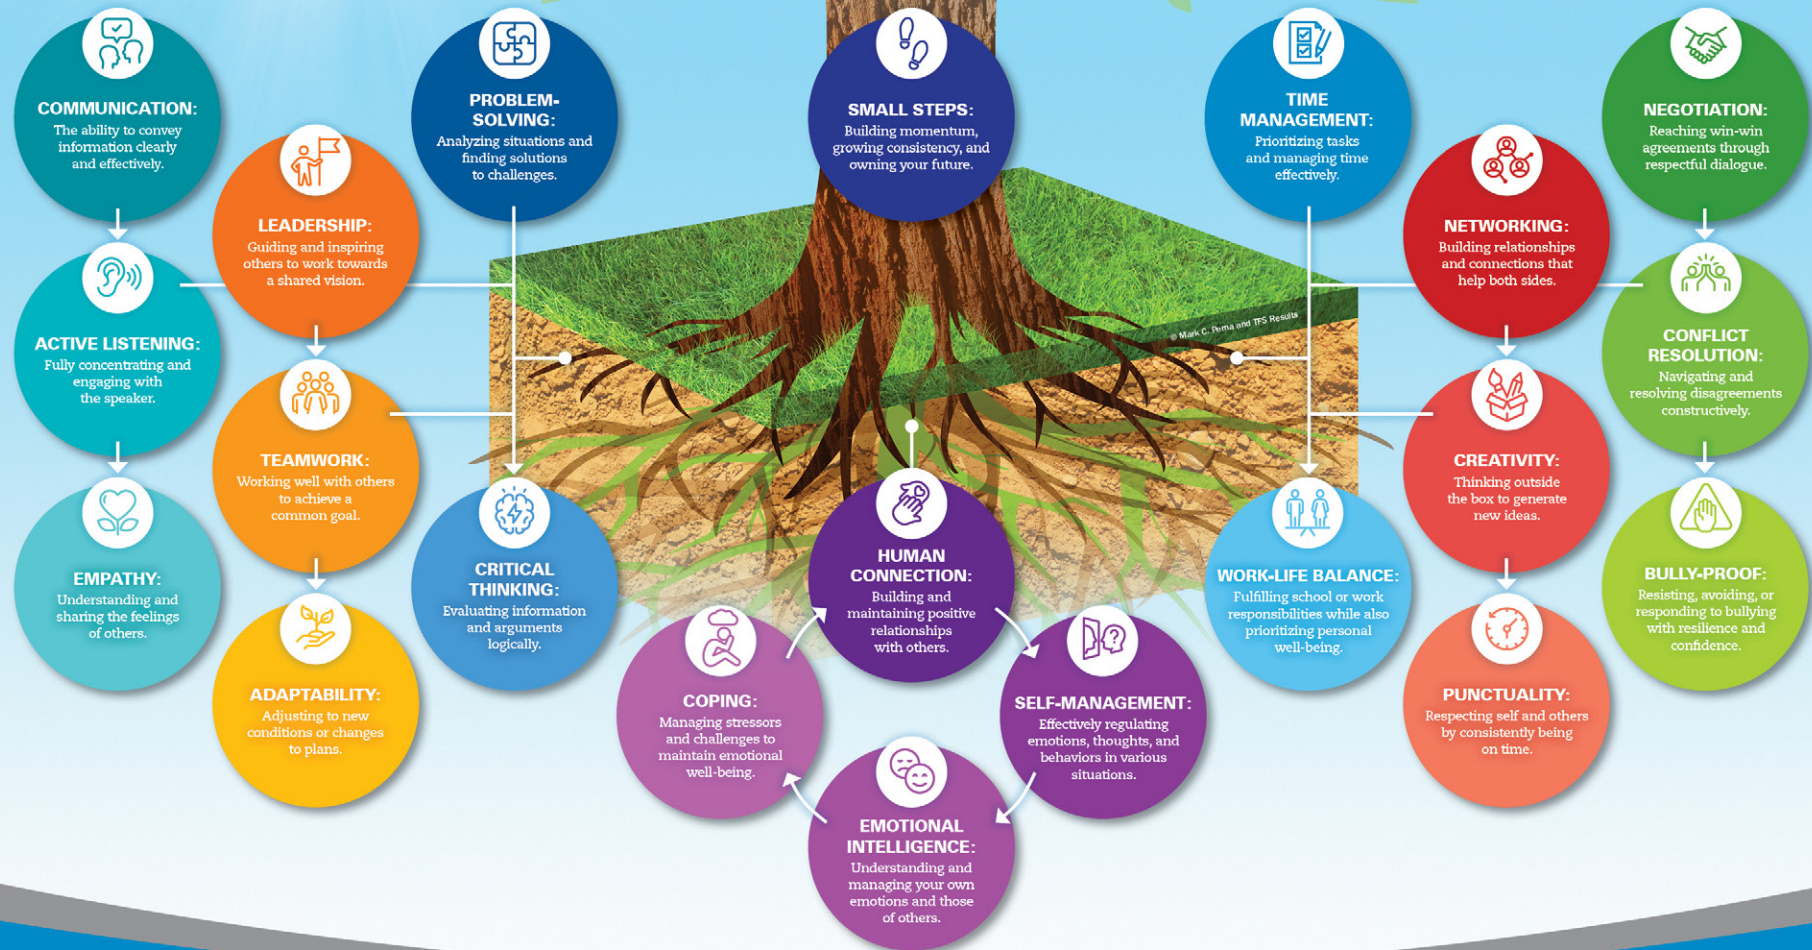 COMMUNICATION:
The ability to convey
information clearly
and effectively.
ACTIVE LISTENING:
Fully concentrating and
engaging with
the speaker.
EMPATHY:
Understanding and
sharing the feelings
of others.
LEADERSHIP:
Guiding and inspiring
others to work towards
a shared vision.
TEAMWORK:
Working well with others
to achieve a
common goal.
ADAPTABILITY:
Adjusting to new
conditions or changes
to plans.
PROBLEM-
SOLVING:
Analyzing situations and
finding solutions
to challenges.
CRITICAL
THINKING:
Evaluating information
and arguments
logically.
SMALL STEPS:
Building momentum,
growing consistency, and
owning your future.
© Mark C. Perna and TFS Results
HUMAN
CONNECTION:
Building and
maintaining positive
relationships
with others.
SELF-MANAGEMENT:
Effectively regulating
emotions, thoughts, and
behaviors in various
situations.
EMOTIONAL
INTELLIGENCE:
Understanding and
managing your own
emotions and those
of others.
COPING:
Managing stressors
and challenges to
maintain emotional
well-being.
TIME
MANAGEMENT:
Prioritizing tasks
and managing time
effectively.
WORK-LIFE BALANCE:
Fulfilling school or work
responsibilities while also
prioritizing personal
well-being.
NETWORKING:
Building relationships
and connections that
help both sides.
CREATIVITY:
Thinking outside
the box to generate
new ideas.
PUNCTUALITY:
Respecting self and others
by consistently being
on time.
NEGOTIATION:
Reaching win-win
agreements through
respectful dialogue.
CONFLICT
RESOLUTION:
Navigating and
resolving disagreements
constructively.
BULLY-PROOF:
Resisting, avoiding, or
responding to bullying
with resilience and
confidence.